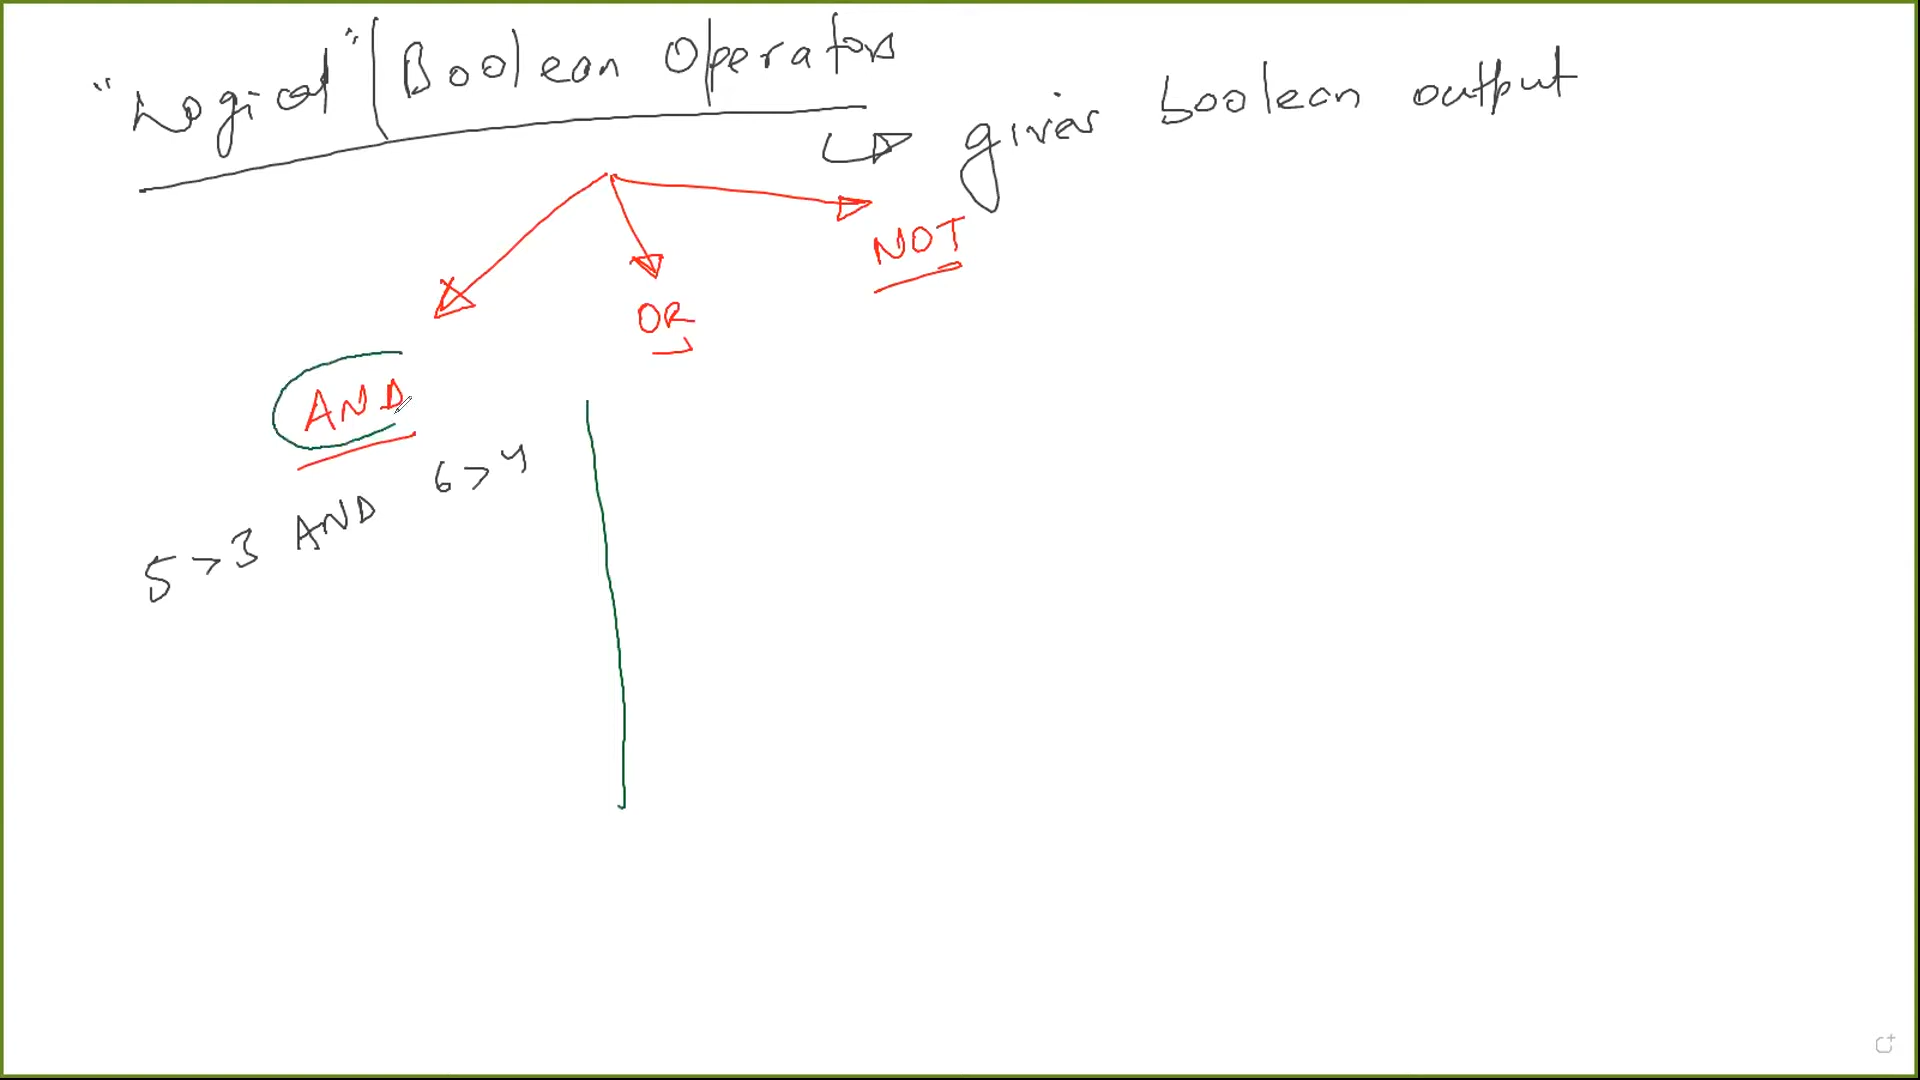 "Logical" | Boolean Operators
↳ gives boolean output
NOT
OR
AND
5 > 3 AND 6 > 4